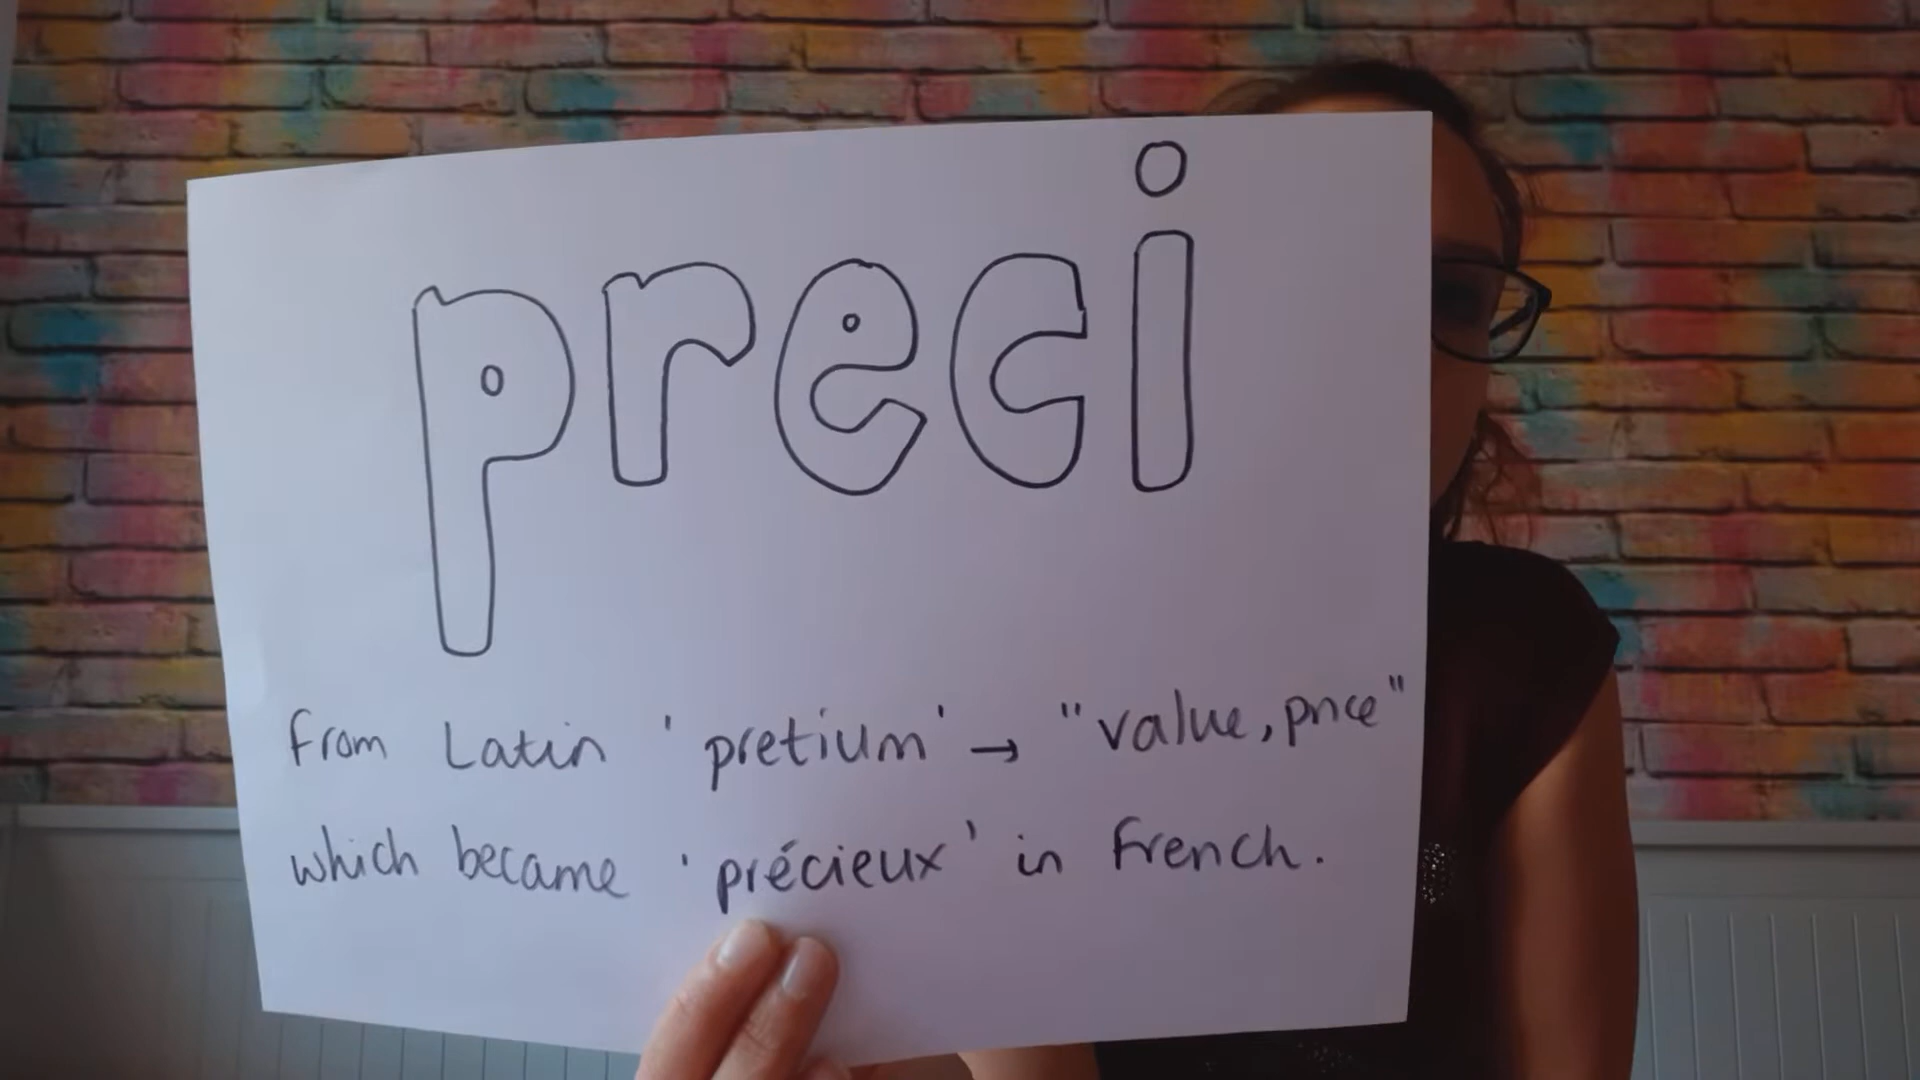 preci
from Latin 'pretium' → "value, price"
which became 'précieux' in French.